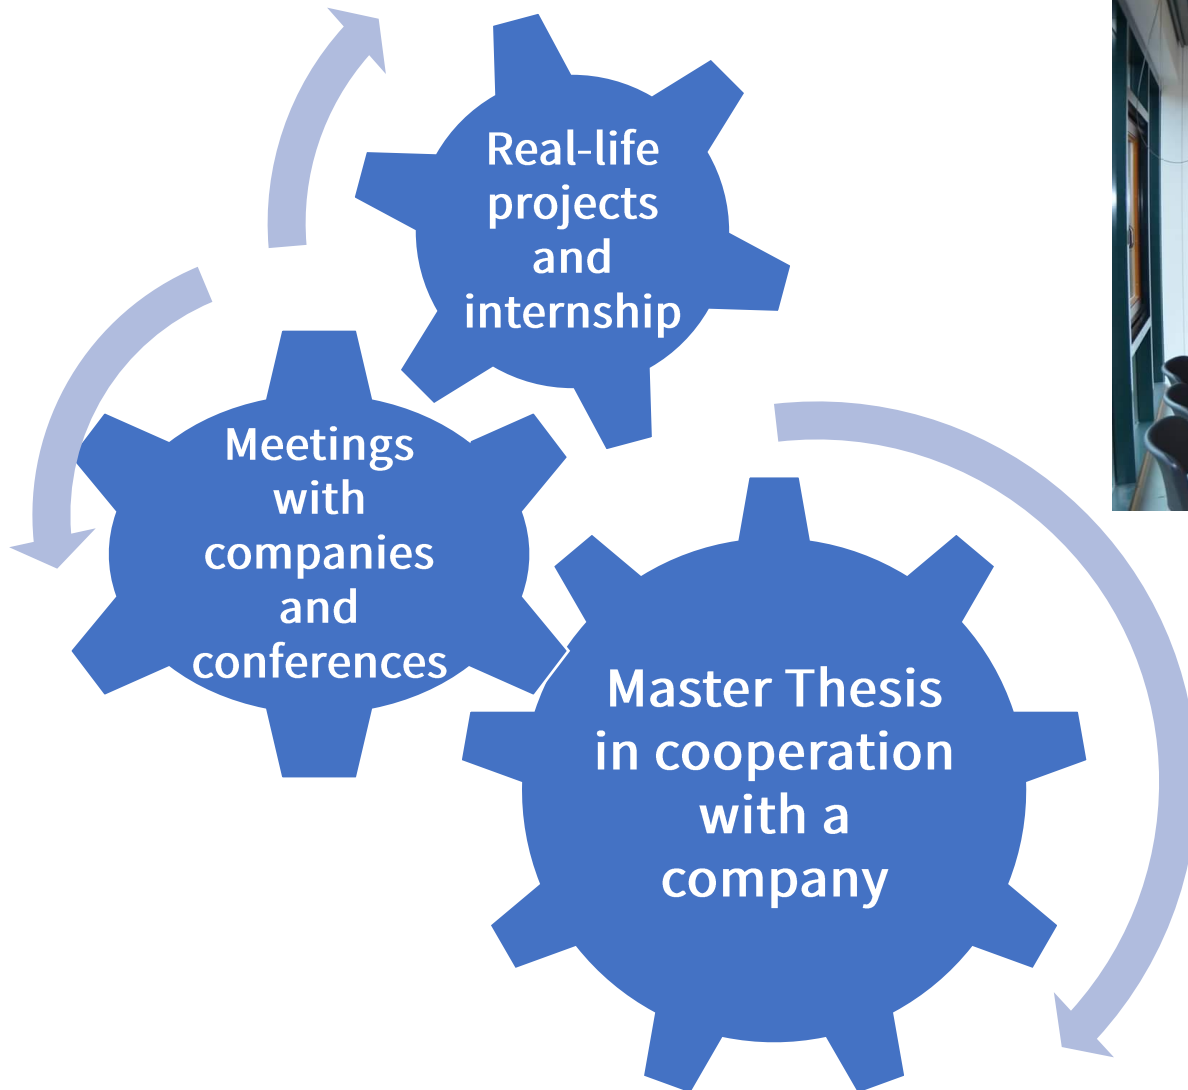 Real-life
projects
and
internship
Meetings
with
companies
and
conferences
Master Thesis
in cooperation
with a
company